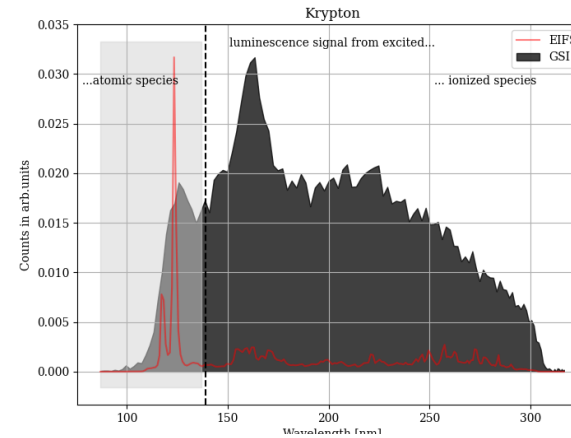 Krypton
0.035
0.030
0.025
0.020
0.015
0.010
0.005
0.000
Counts in arb.units
luminescence signal from excited...
...atomic species
... ionized species
EIFS
GSI
100
150
200
250
300
Wavelength [nm]